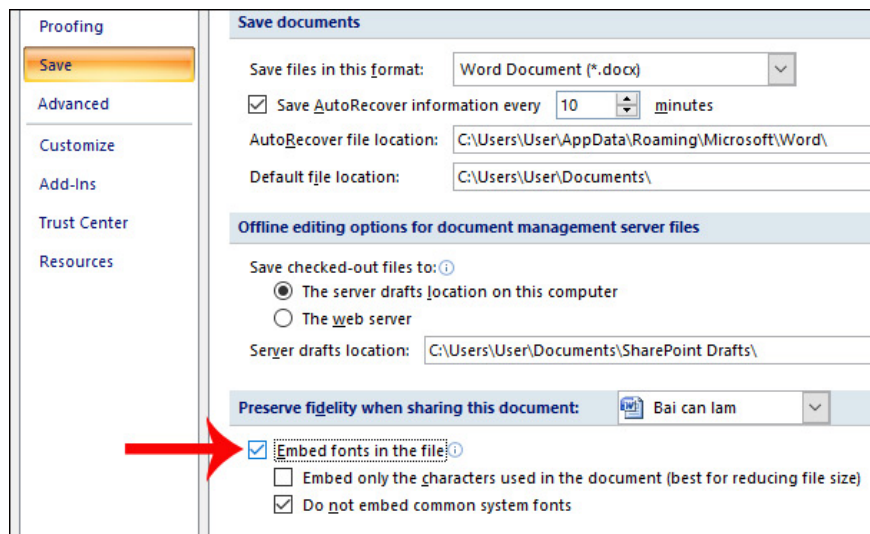 Proofing
Save
Advanced
Customize
Add-Ins
Trust Center
Resources
Save documents
Save files in this format: Word Document (*.docx)
Save AutoRecover information every 10 minutes
AutoRecover file location: C:\Users\User\AppData\Roaming\Microsoft\Word\
Default file location: C:\Users\User\Documents\
Offline editing options for document management server files
Save checked-out files to:
The server drafts location on this computer
The web server
Server drafts location: C:\Users\User\Documents\SharePoint Drafts\
Preserve fidelity when sharing this document: Bai can lam
Embed fonts in the file
Embed only the characters used in the document (best for reducing file size)
Do not embed common system fonts